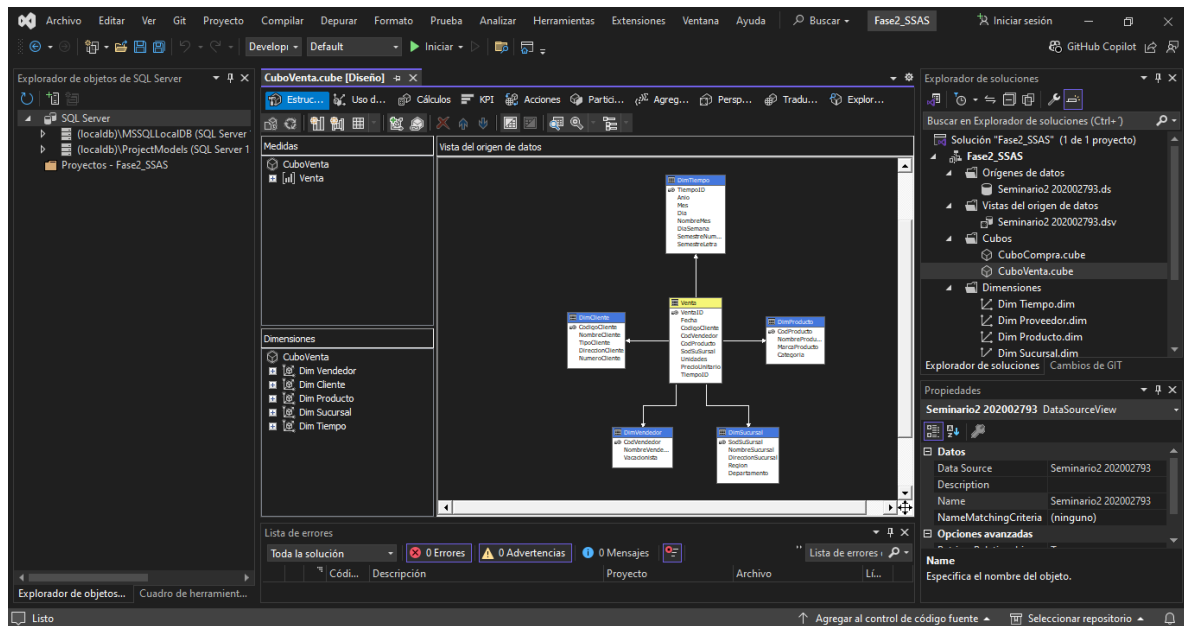 Archivo Editar Ver Git Proyecto Compilar Depurar Formato Prueba Analizar Herramientas Extensiones Ventana Ayuda Buscar Fase2_SSAS Iniciar sesión
Develop Default Iniciar GitHub Copilot
Explorador de objetos de SQL Server
SQL Server
(localdb)\MSSQLLocalDB (SQL Server
(localdb)\ProjectModels (SQL Server 1
Proyectos - Fase2_SSAS
Explorador de objetos... Cuadro de herramient...
CuboVenta.cube [Diseño]
Estruc... Uso d... Cálculos KPI Acciones Partici... Agreg... Persp... Tradu... Explor...
Medidas
CuboVenta
Venta
Dimensiones
CuboVenta
Dim Vendedor
Dim Cliente
Dim Producto
Dim Sucursal
Dim Tiempo
Vista del origen de datos
DimTiempo
TiempoID
Anio
Mes
Dia
NombreMes
DiaSemana
SemestreNum...
SemestreLetra
DimCliente
CodigoCliente
NombreCliente
TipoCliente
DireccionCliente
NumeroCliente
Venta
VentaID
Fecha
CodigoCliente
CodVendedor
CodProducto
SodSuSursal
Unidades
PrecioUnitario
TiempoID
DimProducto
CodProducto
NombreProdu...
MarcaProducto
Categoria
DimVendedor
CodVendedor
NombreVende...
Vacacionista
DimSucursal
SodSuSursal
NombreSucursal
DireccionSucursal
Region
Departamento
Lista de errores
Toda la solución 0 Errores 0 Advertencias 0 Mensajes Lista de errores
Códi... Descripción Proyecto Archivo Lí...
Explorador de soluciones
Buscar en Explorador de soluciones (Ctrl+´)
Solución "Fase2_SSAS" (1 de 1 proyecto)
Fase2_SSAS
Orígenes de datos
Seminario2 202002793.ds
Vistas del origen de datos
Seminario2 202002793.dsv
Cubos
CuboCompra.cube
CuboVenta.cube
Dimensiones
Dim Tiempo.dim
Dim Proveedor.dim
Dim Producto.dim
Dim Sucursal.dim
Explorador de soluciones Cambios de GIT
Propiedades
Seminario2 202002793 DataSourceView
Datos
Data Source Seminario2 202002793
Description
Name Seminario2 202002793
NameMatchingCriteria (ninguno)
Opciones avanzadas
Name
Especifica el nombre del objeto.
Listo Agregar al control de código fuente Seleccionar repositorio